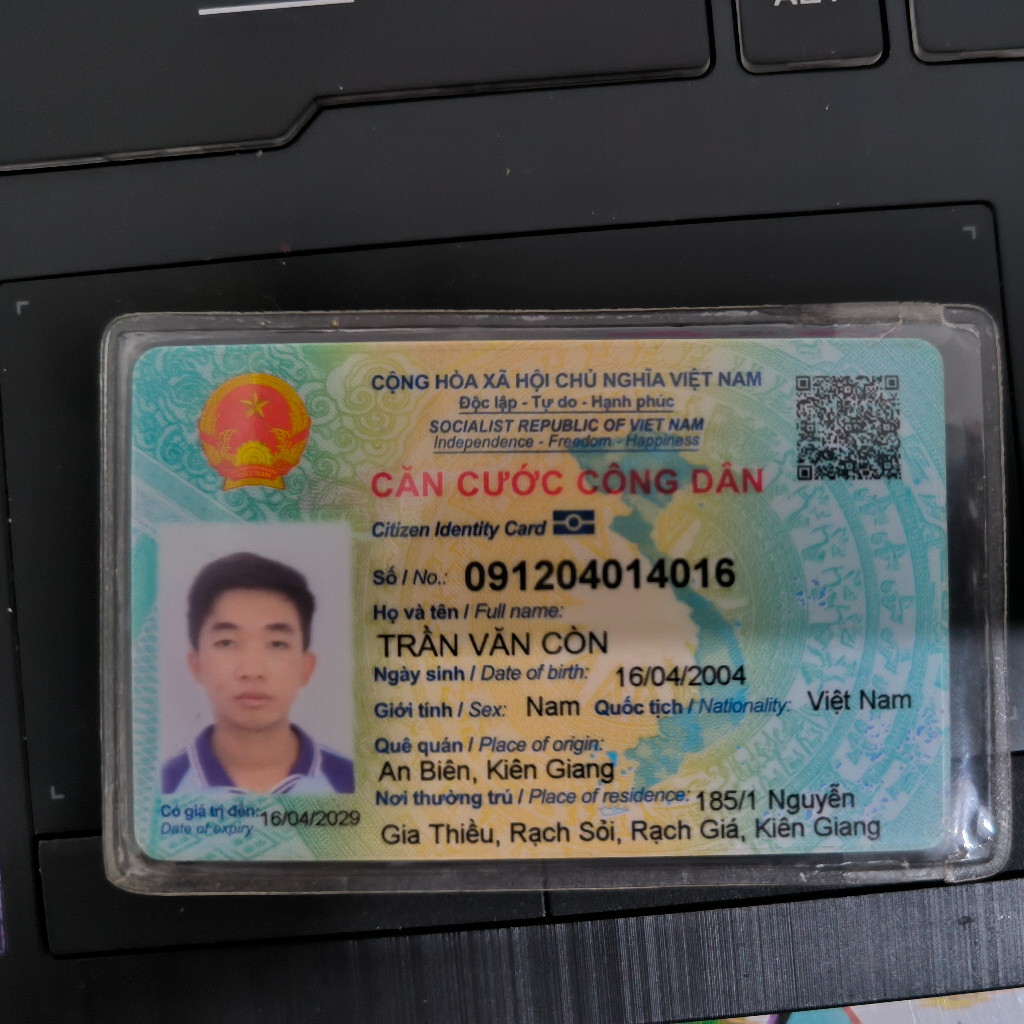 CỘNG HÒA XÃ HỘI CHỦ NGHĨA VIỆT NAM
Độc lập - Tự do - Hạnh phúc
SOCIALIST REPUBLIC OF VIET NAM
Independence - Freedom - Happiness
CĂN CƯỚC CÔNG DÂN
Citizen Identity Card
Số / No.: 091204014016
Họ và tên / Full name:
TRẦN VĂN CÒN
Ngày sinh / Date of birth: 16/04/2004
Giới tính / Sex: Nam Quốc tịch / Nationality: Việt Nam
Quê quán / Place of origin:
An Biên, Kiên Giang
Nơi thường trú / Place of residence: 185/1 Nguyễn
Gia Thiều, Rạch Sỏi, Rạch Giá, Kiên Giang
Có giá trị đến: 16/04/2029
Date of expiry